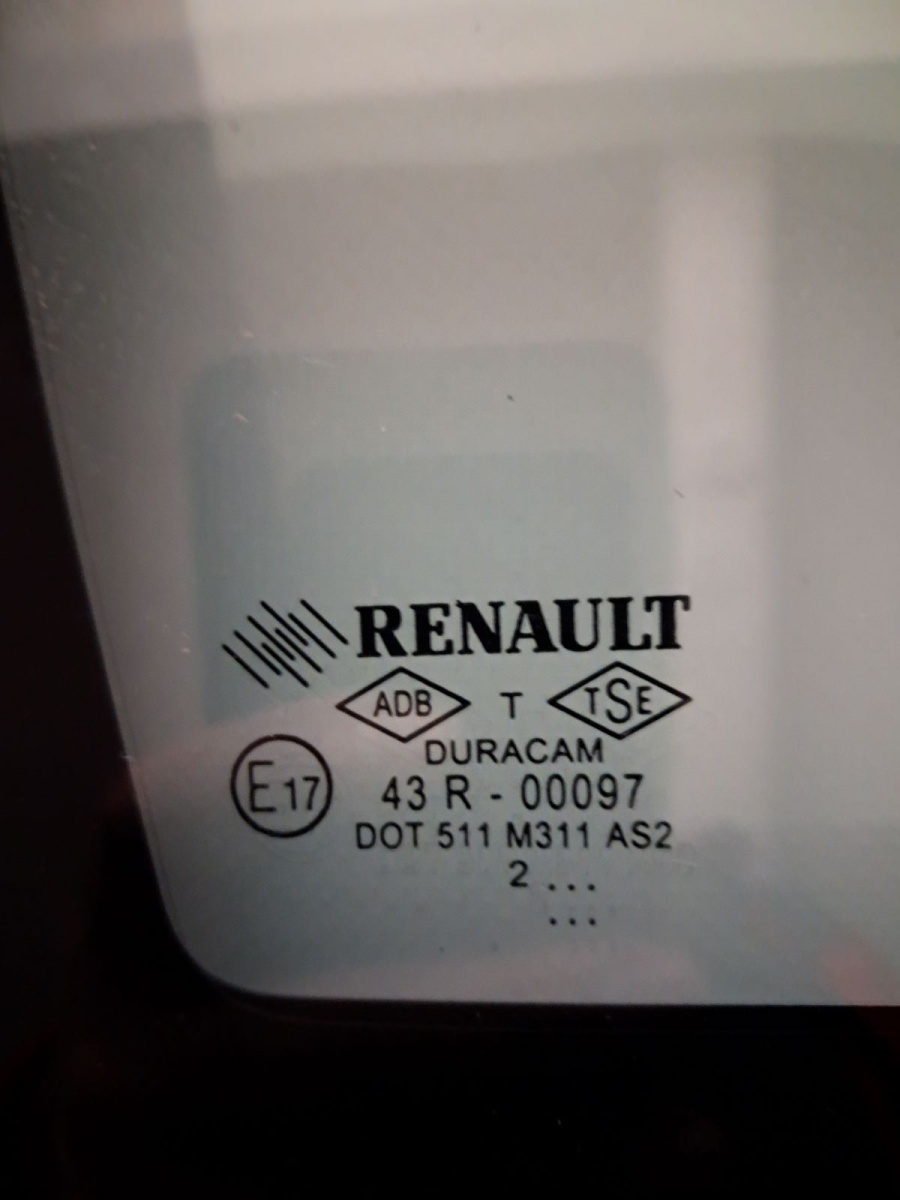 RENAULT
ADB T TSE
DURACAM
E17 43 R - 00097
DOT 511 M311 AS2
2 ...
...